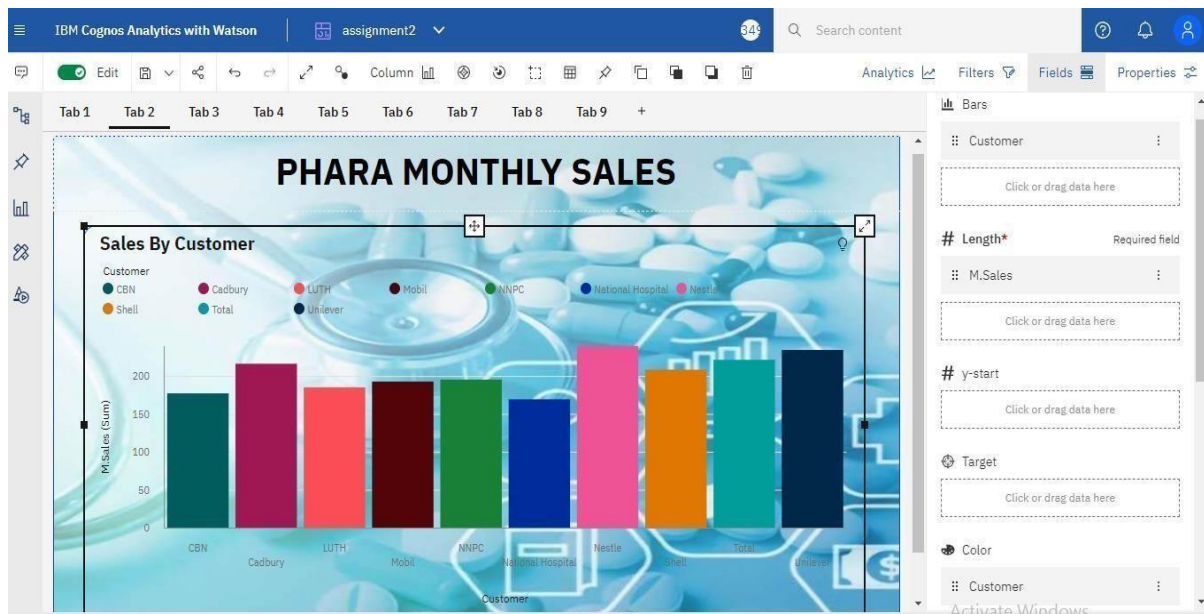 IBM Cognos Analytics with Watson
assignment2
349
Search content
Edit
Column
Analytics
Filters
Fields
Properties
Tab 1 Tab 2 Tab 3 Tab 4 Tab 5 Tab 6 Tab 7 Tab 8 Tab 9 +
PHARA MONTHLY SALES
Sales By Customer
Customer
CBN Cadbury LUTH Mobil NNPC National Hospital Nestle
Shell Total Unilever
M.Sales (Sum)
200
150
100
50
0
CBN Cadbury LUTH Mobil NNPC National Hospital Nestle Shell Total Unilever
Customer
Bars
Customer
Click or drag data here
# Length* Required field
M.Sales
Click or drag data here
# y-start
Click or drag data here
Target
Click or drag data here
Color
Customer
Activate Windows